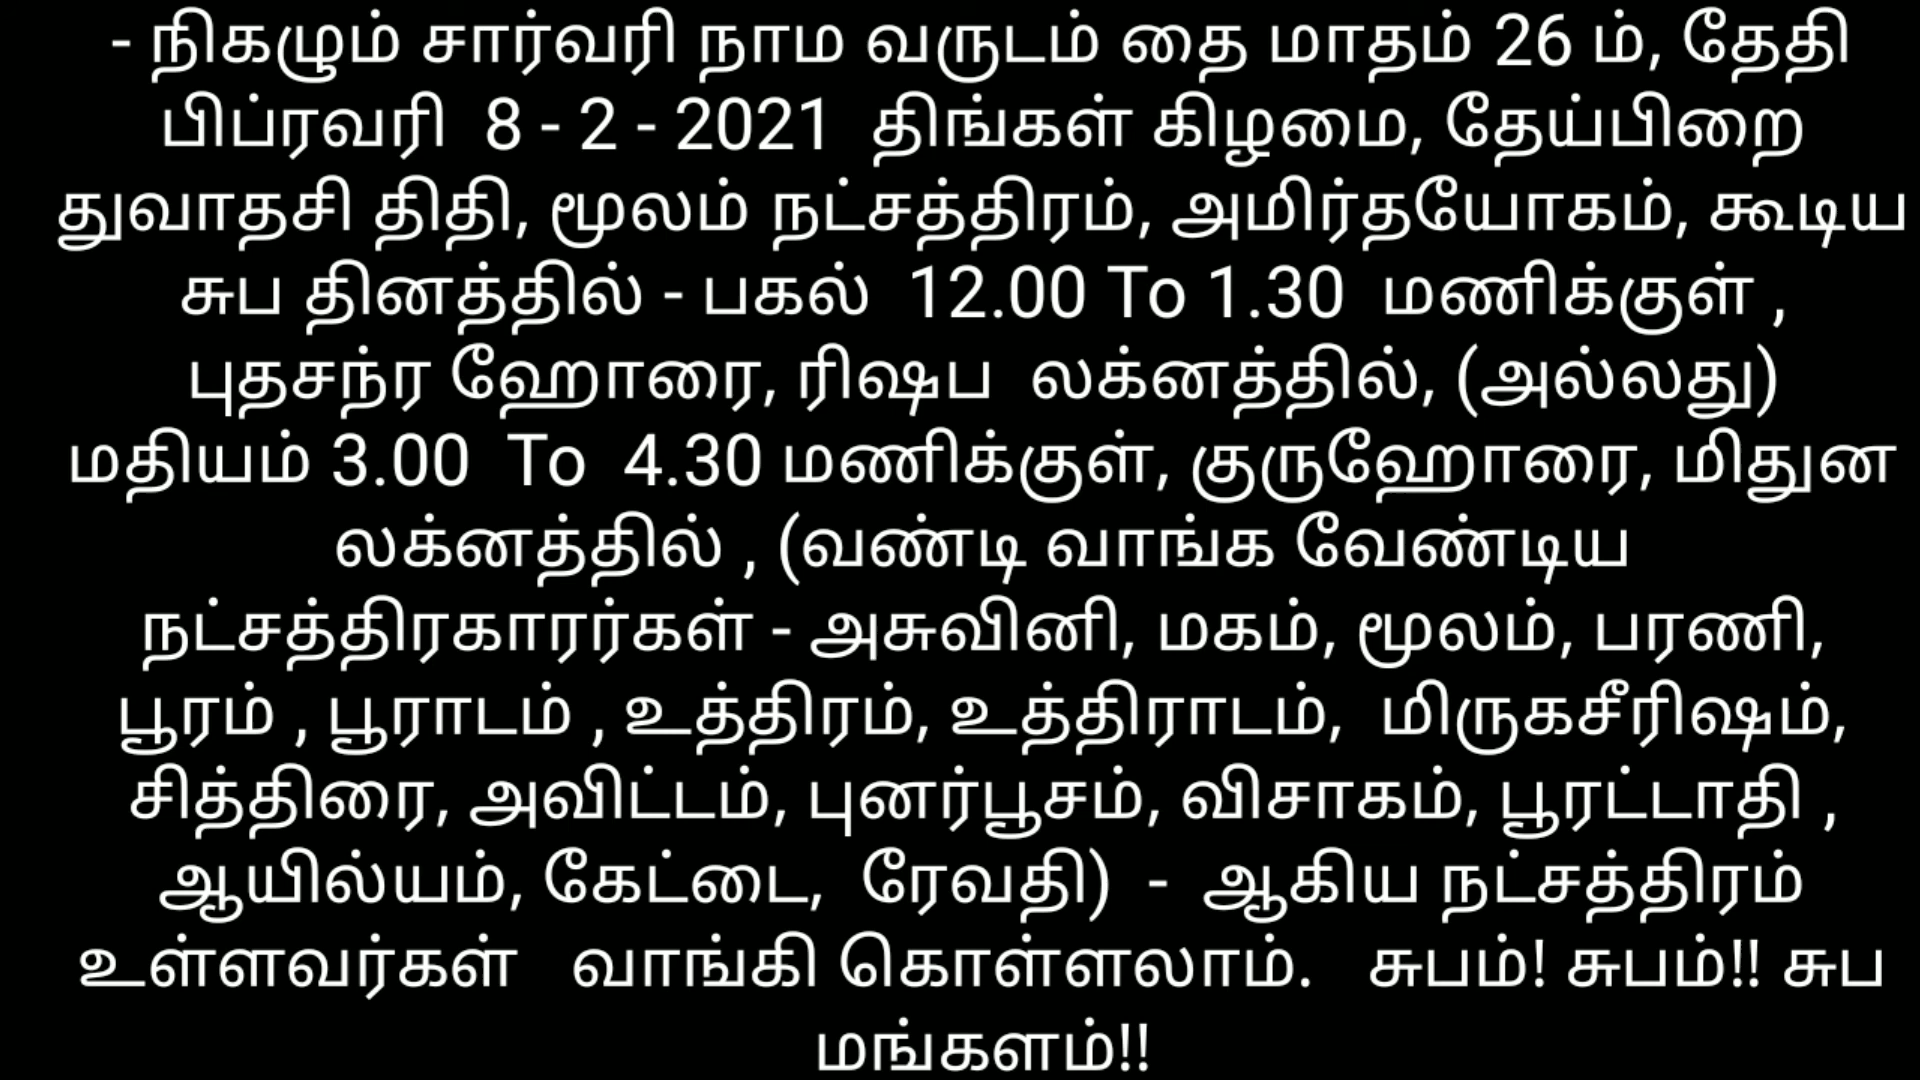 - நிகழும் சார்வரி நாம வருடம் தை மாதம் 26 ம், தேதி
பிப்ரவரி 8 - 2 - 2021 திங்கள் கிழமை, தேய்பிறை
துவாதசி திதி, மூலம் நட்சத்திரம், அமிர்தயோகம், கூடிய
சுப தினத்தில் - பகல் 12.00 To 1.30 மணிக்குள் ,
புதசந்ர ஹோரை, ரிஷப லக்னத்தில், (அல்லது)
மதியம் 3.00 To 4.30 மணிக்குள், குருஹோரை, மிதுன
லக்னத்தில் , (வண்டி வாங்க வேண்டிய
நட்சத்திரகாரர்கள் - அசுவினி, மகம், மூலம், பரணி,
பூரம் , பூராடம் , உத்திரம், உத்திராடம், மிருகசீரிஷம்,
சித்திரை, அவிட்டம், புனர்பூசம், விசாகம், பூரட்டாதி ,
ஆயில்யம், கேட்டை, ரேவதி) - ஆகிய நட்சத்திரம்
உள்ளவர்கள் வாங்கி கொள்ளலாம். சுபம்! சுபம்!! சுப
மங்களம்!!